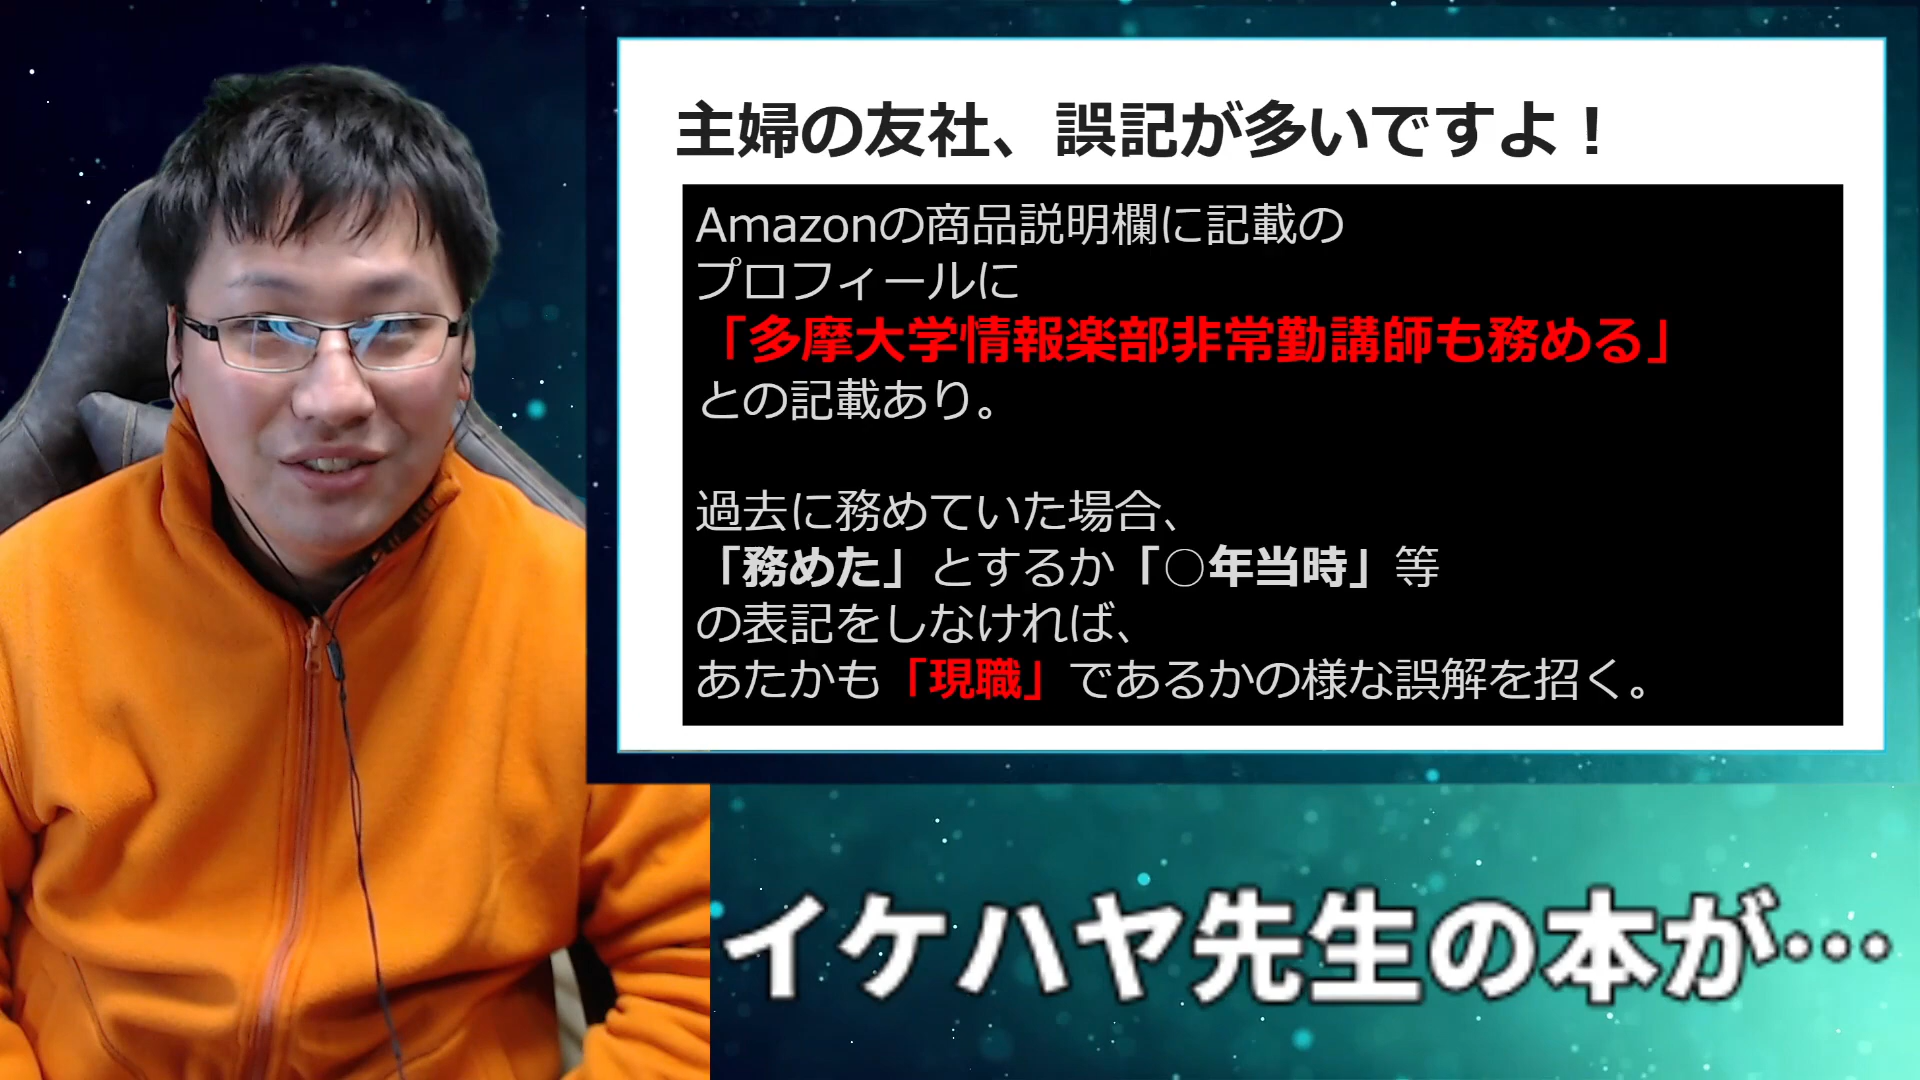 主婦の友社、誤記が多いですよ！
Amazonの商品説明欄に記載の
プロフィールに
「多摩大学情報楽部非常勤講師も務める」
との記載あり。
過去に務めていた場合、
「務めた」とするか「○年当時」等
の表記をしなければ、
あたかも「現職」であるかの様な誤解を招く。
イケハヤ先生の本が…